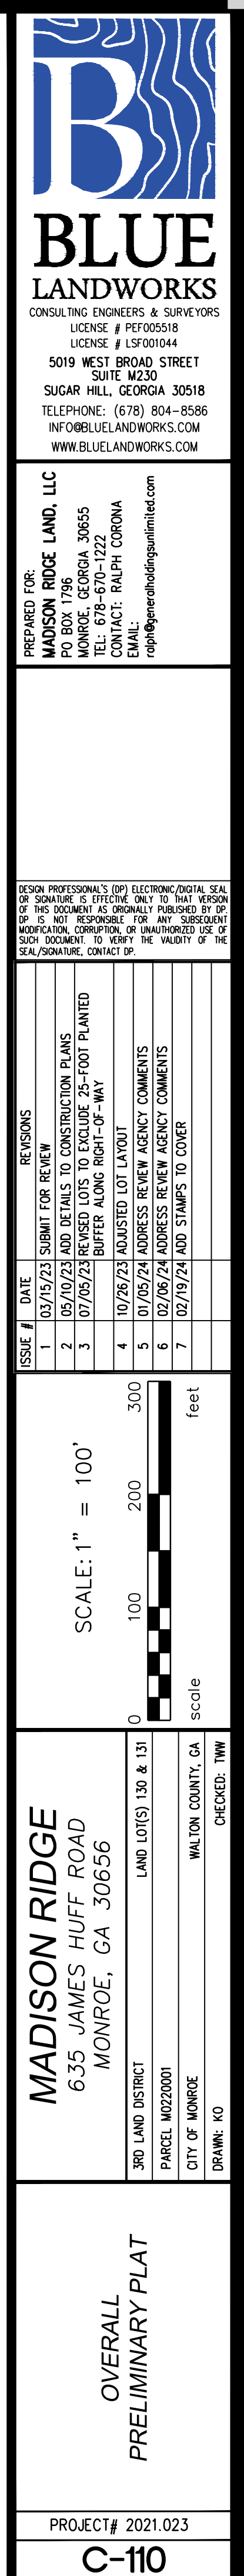 B
BLUE
LANDWORKS
CONSULTING ENGINEERS & SURVEYORS
LICENSE # PEF005518
LICENSE # LSF001044
5019 WEST BROAD STREET
SUITE M230
SUGAR HILL, GEORGIA 30518
TELEPHONE: (678) 804-8586
INFO@BLUELANDWORKS.COM
WWW.BLUELANDWORKS.COM
PREPARED FOR:
MADISON RIDGE LAND, LLC
PO BOX 1796
MONROE, GEORGIA 30655
TEL: 678-670-1222
CONTACT: RALPH CORONA
EMAIL:
ralph@generalholdingsunlimited.com
DESIGN PROFESSIONAL'S (DP) ELECTRONIC/DIGITAL SEAL
OR SIGNATURE IS EFFECTIVE ONLY TO THAT VERSION
OF THIS DOCUMENT AS ORIGINALLY PUBLISHED BY DP.
DP IS NOT RESPONSIBLE FOR ANY SUBSEQUENT
MODIFICATION, CORRUPTION, OR UNAUTHORIZED USE OF
SUCH DOCUMENT. TO VERIFY THE VALIDITY OF THE
SEAL/SIGNATURE, CONTACT DP.
ISSUE # DATE REVISIONS
1 03/15/23 SUBMIT FOR REVIEW
2 05/10/23 ADD DETAILS TO CONSTRUCTION PLANS
3 07/05/23 REVISED LOTS TO EXCLUDE 25-FOOT PLANTED
BUFFER ALONG RIGHT-OF-WAY
4 10/26/23 ADJUSTED LOT LAYOUT
5 01/05/24 ADDRESS REVIEW AGENCY COMMENTS
6 02/06/24 ADDRESS REVIEW AGENCY COMMENTS
7 02/19/24 ADD STAMPS TO COVER
SCALE: 1" = 100'
0 100 200 300
scale feet
MADISON RIDGE
635 JAMES HUFF ROAD
MONROE, GA 30656
3RD LAND DISTRICT LAND LOT(S) 130 & 131
PARCEL M0220001
CITY OF MONROE WALTON COUNTY, GA
DRAWN: KO CHECKED: TWW
OVERALL
PRELIMINARY PLAT
PROJECT# 2021.023
C-110